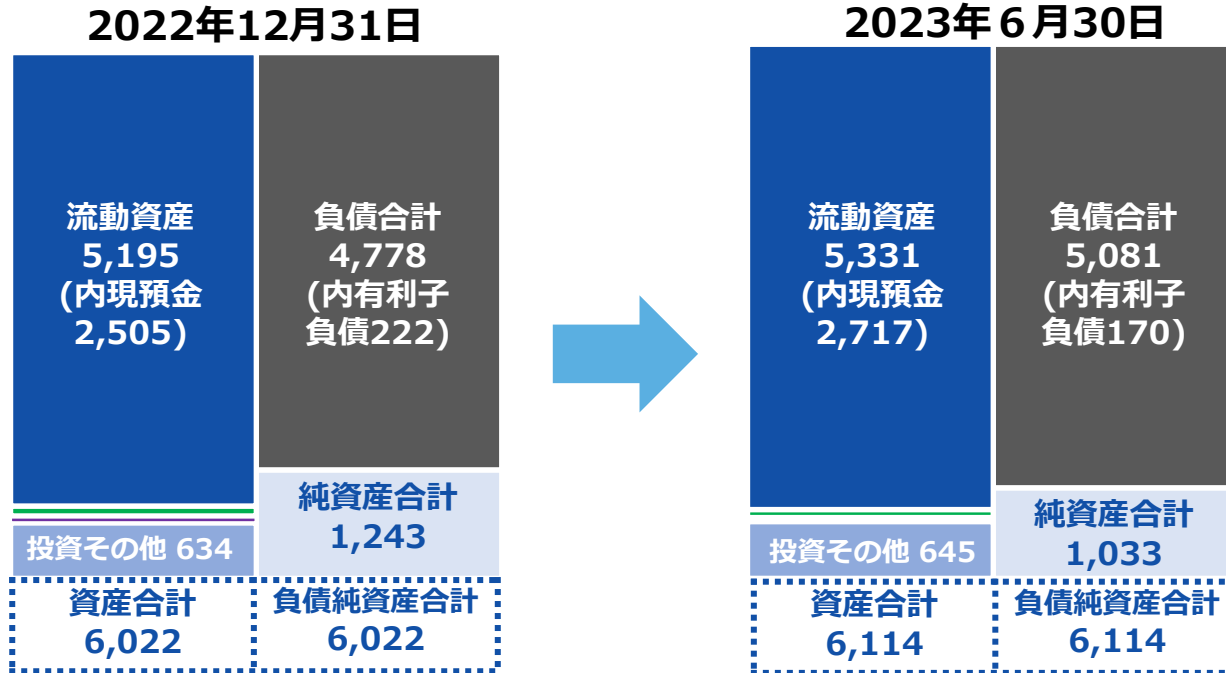 2022年12月31日
流動資産
5,195
(内現預金
2,505)
負債合計
4,778
(内有利子
負債222)
純資産合計
1,243
投資その他 634
資産合計
6,022
負債純資産合計
6,022
2023年６月30日
流動資産
5,331
(内現預金
2,717)
負債合計
5,081
(内有利子
負債170)
純資産合計
1,033
投資その他 645
資産合計
6,114
負債純資産合計
6,114